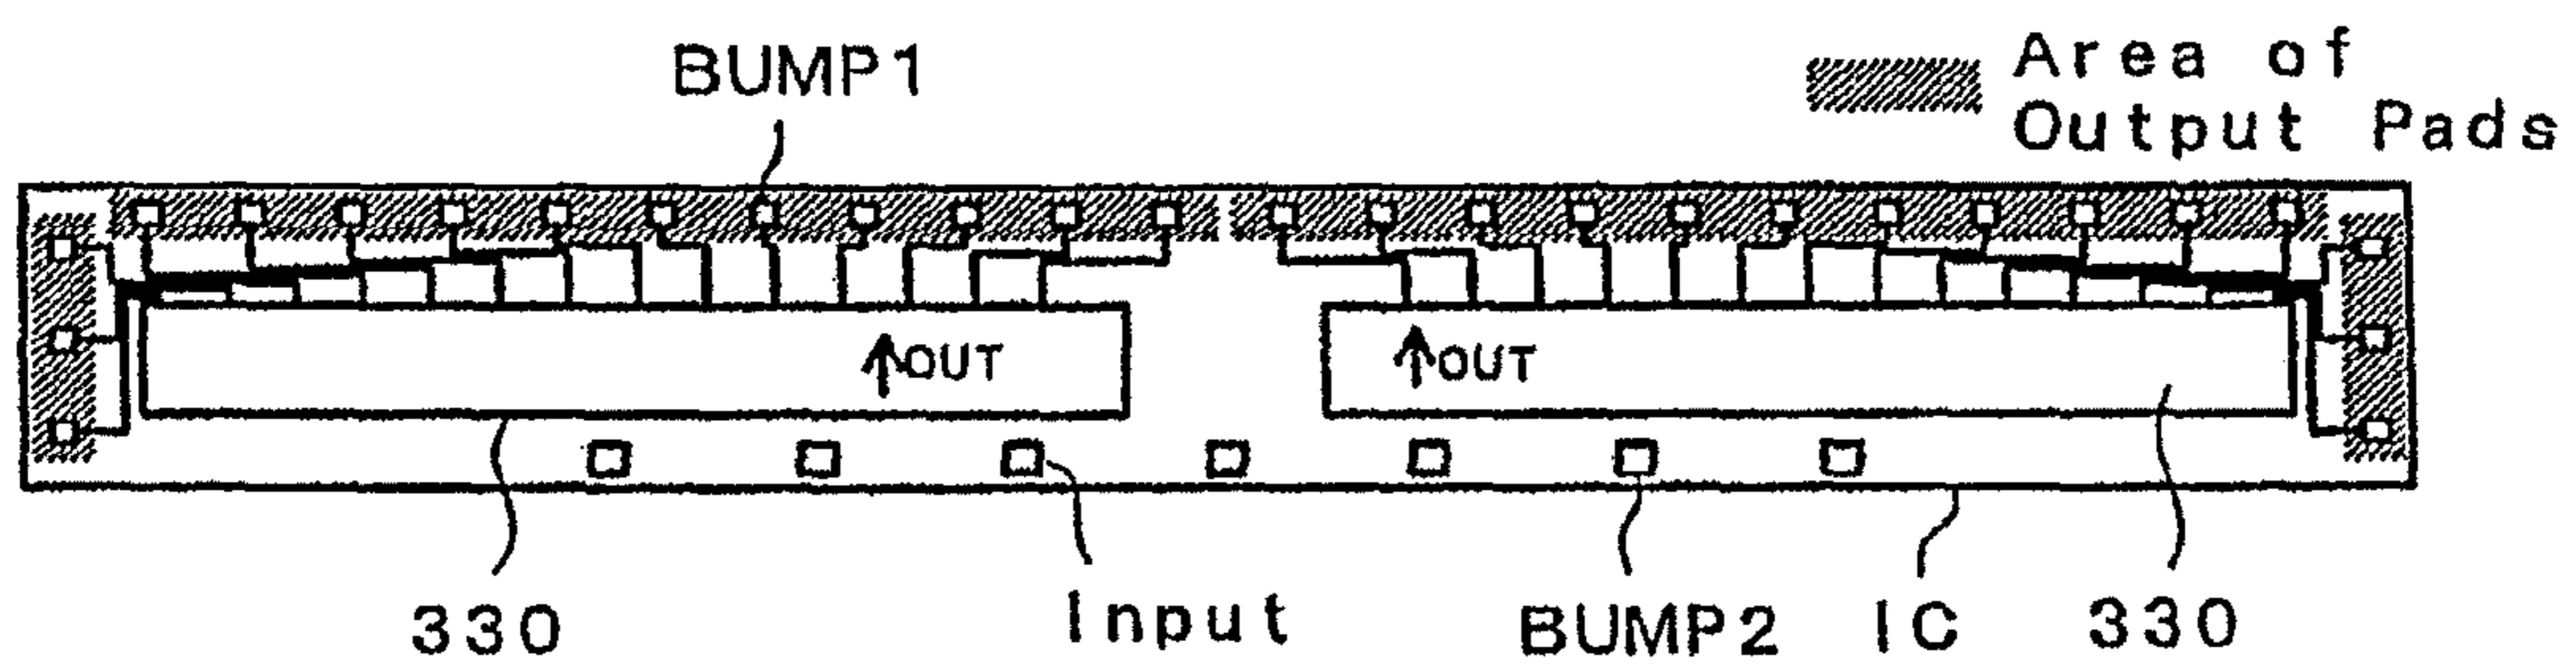 BUMP1
Area of
Output Pads
OUT
OUT
330
Input
BUMP2
IC
330